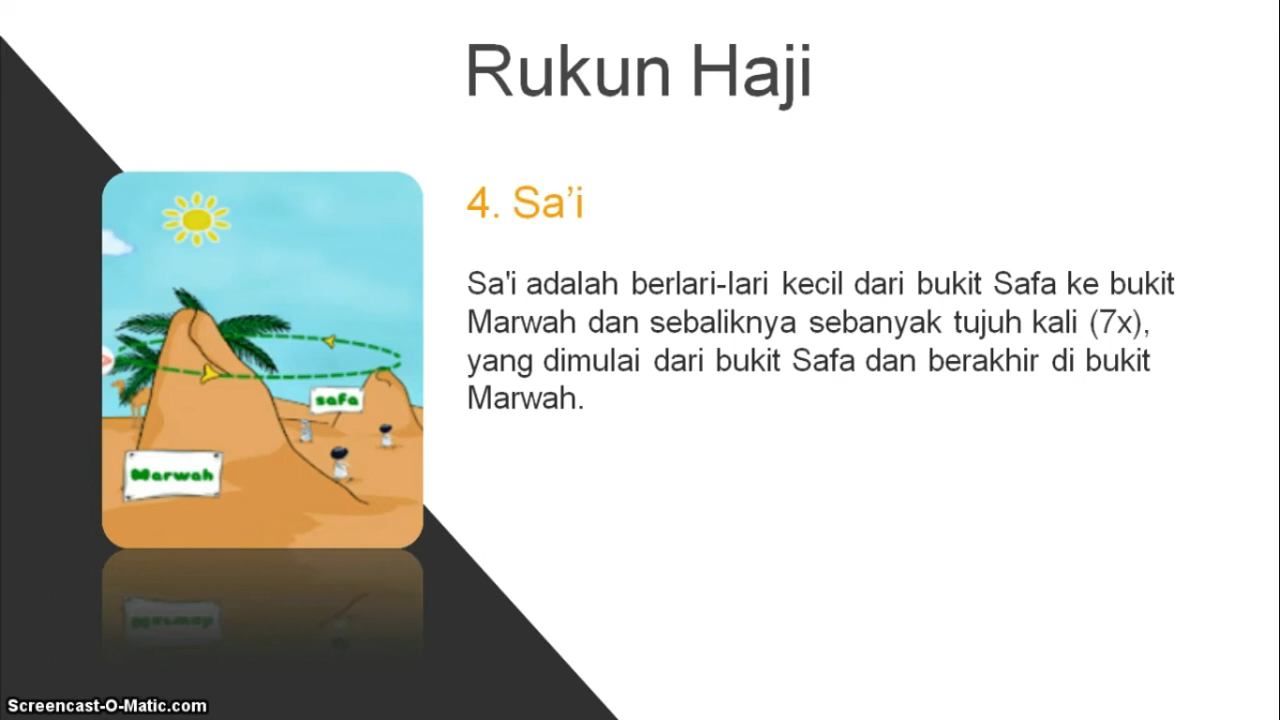 Rukun Haji
4. Sa’i
Sa'i adalah berlari-lari kecil dari bukit Safa ke bukit
Marwah dan sebaliknya sebanyak tujuh kali (7x),
yang dimulai dari bukit Safa dan berakhir di bukit
Marwah.
safa
Marwah
Screencast-O-Matic.com